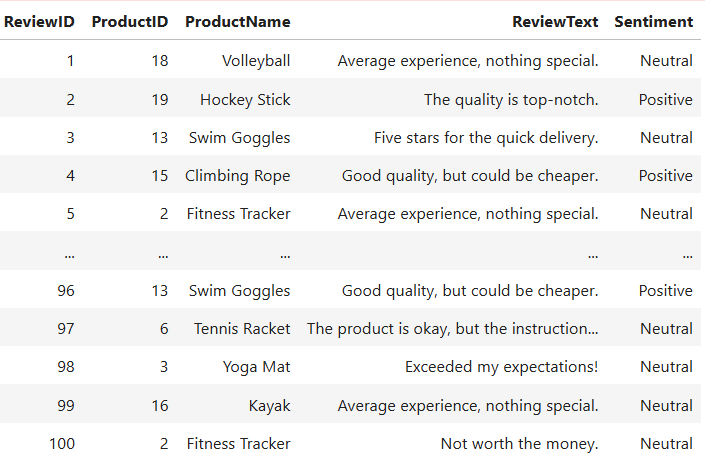 ReviewID ProductID ProductName ReviewText Sentiment
1 18 Volleyball Average experience, nothing special. Neutral
2 19 Hockey Stick The quality is top-notch. Positive
3 13 Swim Goggles Five stars for the quick delivery. Neutral
4 15 Climbing Rope Good quality, but could be cheaper. Positive
5 2 Fitness Tracker Average experience, nothing special. Neutral
... ... ... ... ...
96 13 Swim Goggles Good quality, but could be cheaper. Positive
97 6 Tennis Racket The product is okay, but the instruction... Neutral
98 3 Yoga Mat Exceeded my expectations! Neutral
99 16 Kayak Average experience, nothing special. Neutral
100 2 Fitness Tracker Not worth the money. Neutral